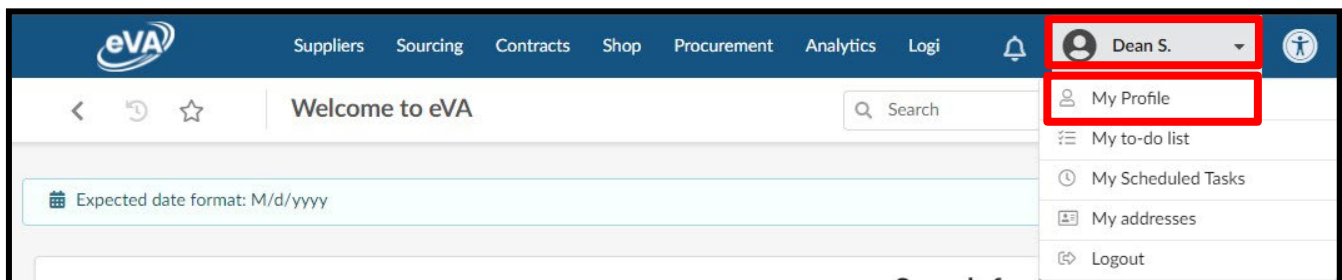 eVA
Suppliers Sourcing Contracts Shop Procurement Analytics Logi Dean S.
Welcome to eVA
Search
My Profile
My to-do list
Expected date format: M/d/yyyy
My Scheduled Tasks
My addresses
Logout